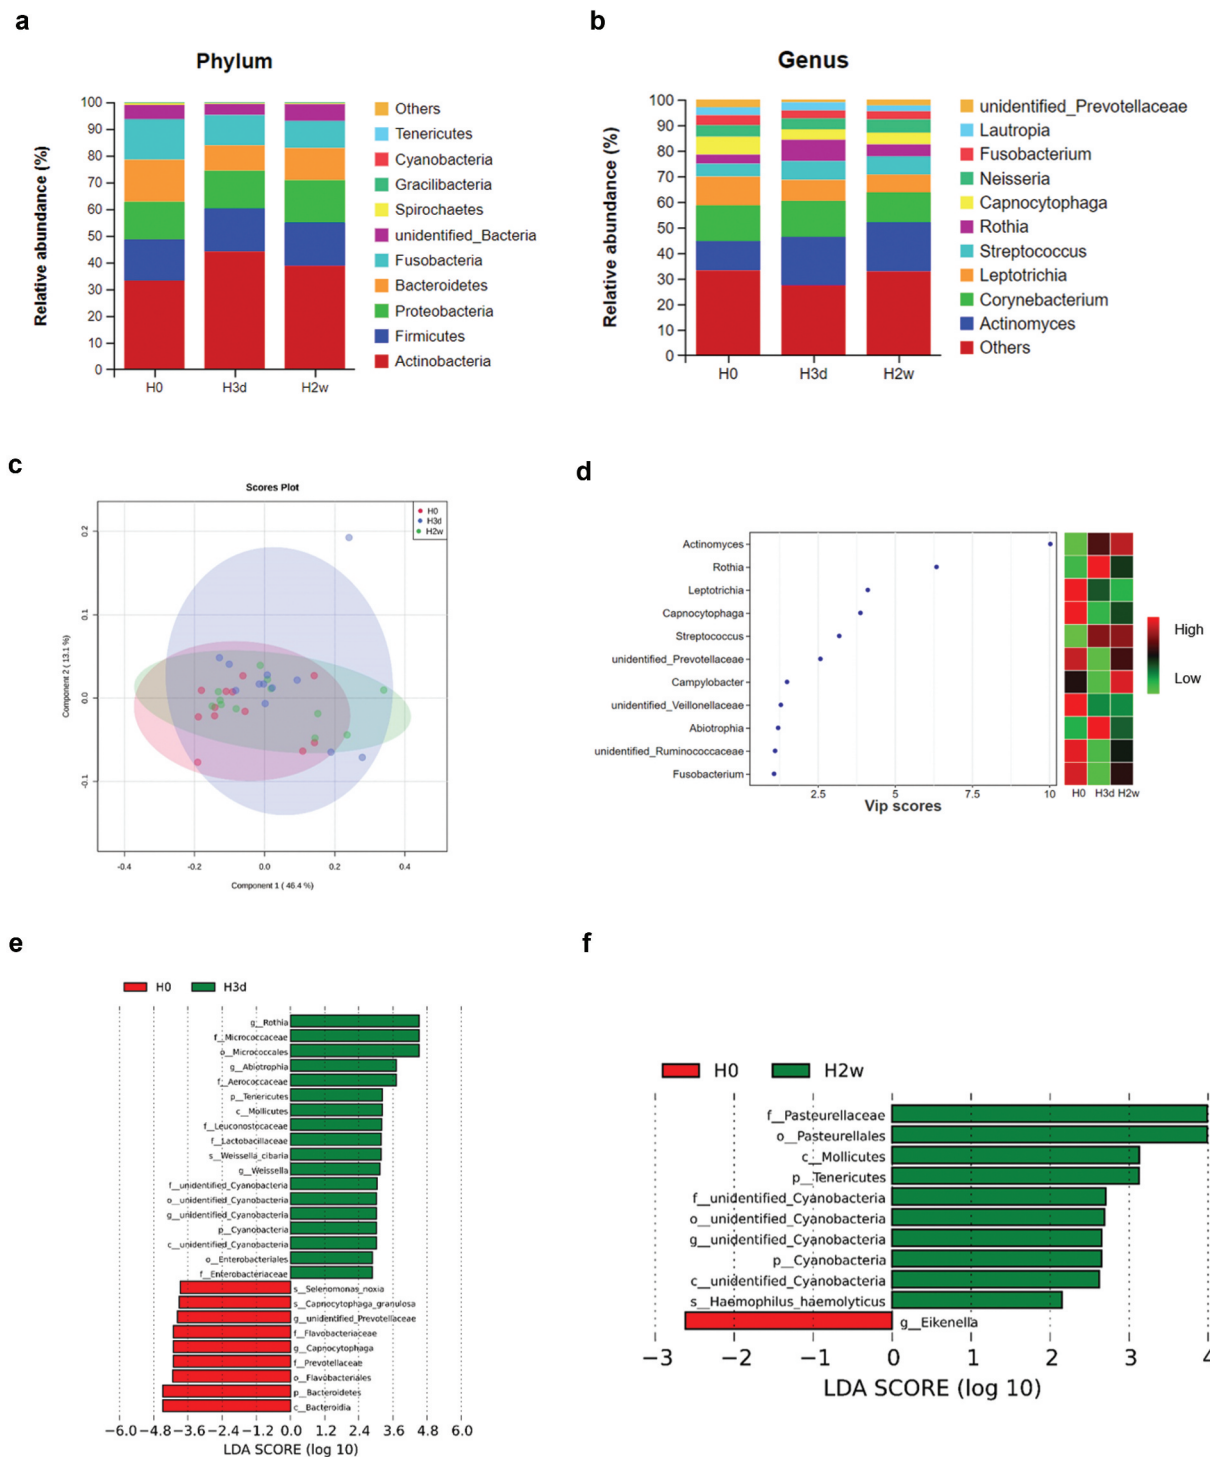 a
Phylum
Relative abundance (%)
100
90
80
70
60
50
40
30
20
10
0
H0
H3d
H2w
Others
Tenericutes
Cyanobacteria
Gracilibacteria
Spirochaetes
unidentified_Bacteria
Fusobacteria
Bacteroidetes
Proteobacteria
Firmicutes
Actinobacteria
b
Genus
Relative abundance (%)
100
90
80
70
60
50
40
30
20
10
0
H0
H3d
H2w
unidentified_Prevotellaceae
Lautropia
Fusobacterium
Neisseria
Capnocytophaga
Rothia
Streptococcus
Leptotrichia
Corynebacterium
Actinomyces
Others
c
Scores Plot
H0
H3d
H2w
Component 2 ( 13.1 %)
0.2
0.1
0.0
-0.1
-0.4
-0.2
0.0
0.2
0.4
Component 1 ( 46.4 %)
d
Actinomyces
Rothia
Leptotrichia
Capnocytophaga
Streptococcus
unidentified_Prevotellaceae
Campylobacter
unidentified_Veillonellaceae
Abiotrophia
unidentified_Ruminococcaceae
Fusobacterium
2.5
5
7.5
10
Vip scores
H0
H3d
H2w
High
Low
e
H0
H3d
g__Rothia
f__Micrococcaceae
o__Micrococcales
g__Abiotrophia
f__Aerococcaceae
p__Tenericutes
c__Mollicutes
f__Leuconostocaceae
f__Lactobacillaceae
s__Weissella_cibaria
g__Weissella
f__unidentified_Cyanobacteria
o__unidentified_Cyanobacteria
g__unidentified_Cyanobacteria
p__Cyanobacteria
c__unidentified_Cyanobacteria
o__Enterobacteriales
f__Enterobacteriaceae
s__Selenomonas_noxia
s__Capnocytophaga_granulosa
g__unidentified_Prevotellaceae
f__Flavobacteriaceae
g__Capnocytophaga
f__Prevotellaceae
o__Flavobacteriales
p__Bacteroidetes
c__Bacteroidia
−6.0 −4.8 −3.6 −2.4 −1.2 0.0 1.2 2.4 3.6 4.8 6.0
LDA SCORE (log 10)
f
H0
H2w
f__Pasteurellaceae
o__Pasteurellales
c__Mollicutes
p__Tenericutes
f__unidentified_Cyanobacteria
o__unidentified_Cyanobacteria
g__unidentified_Cyanobacteria
p__Cyanobacteria
c__unidentified_Cyanobacteria
s__Haemophilus_haemolyticus
g__Eikenella
−3 −2 −1 0 1 2 3 4
LDA SCORE (log 10)